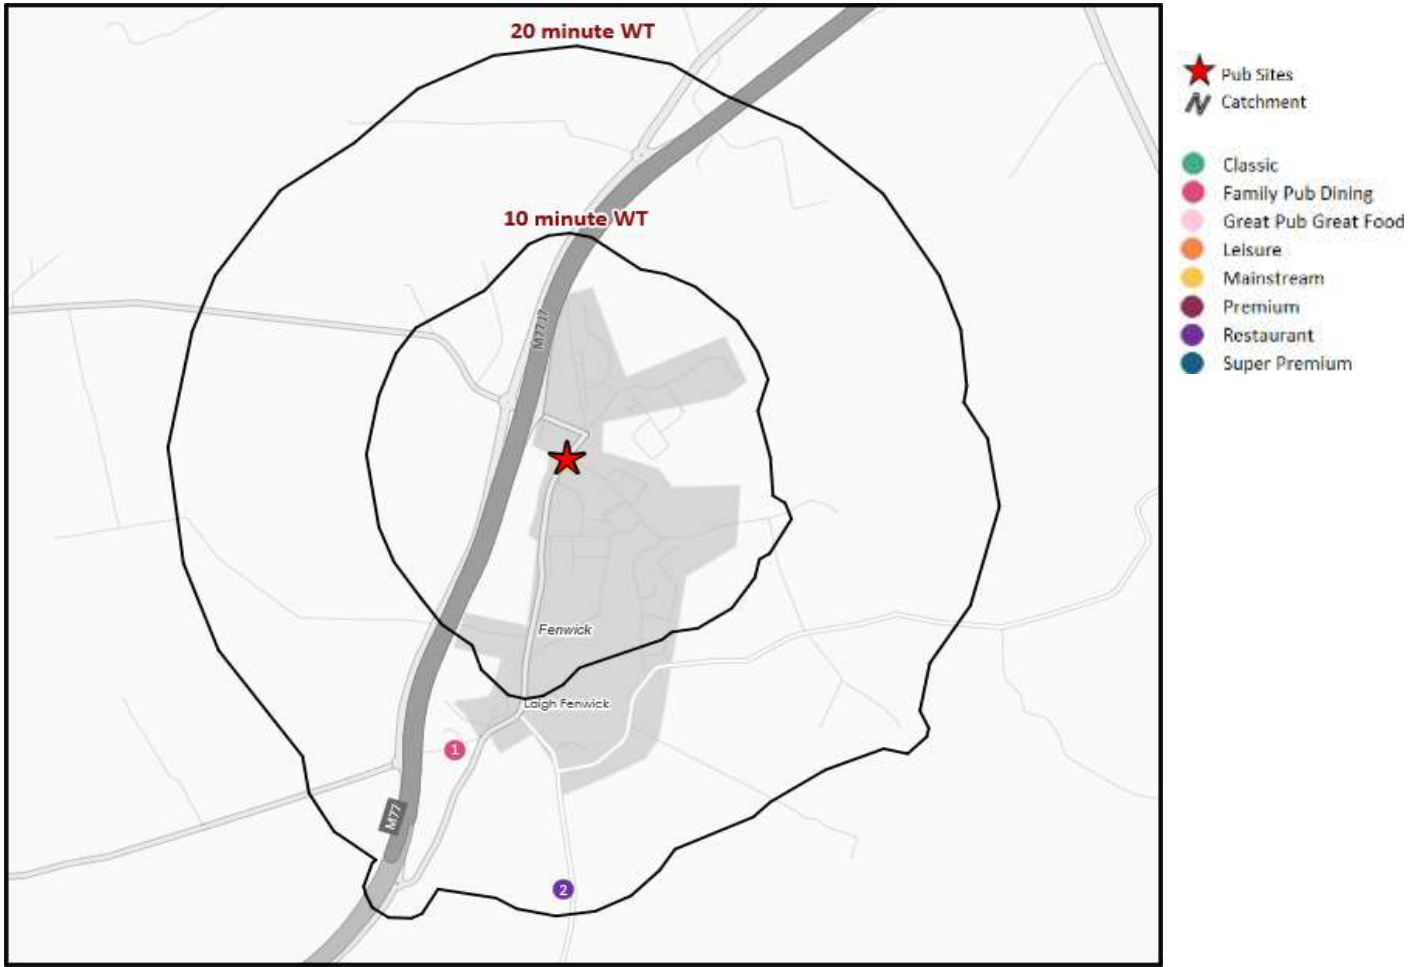 20 minute WT
10 minute WT
M77 J7
Fenwick
Laigh Fenwick
1
M77
2
Pub Sites
Catchment
Classic
Family Pub Dining
Great Pub Great Food
Leisure
Mainstream
Premium
Restaurant
Super Premium